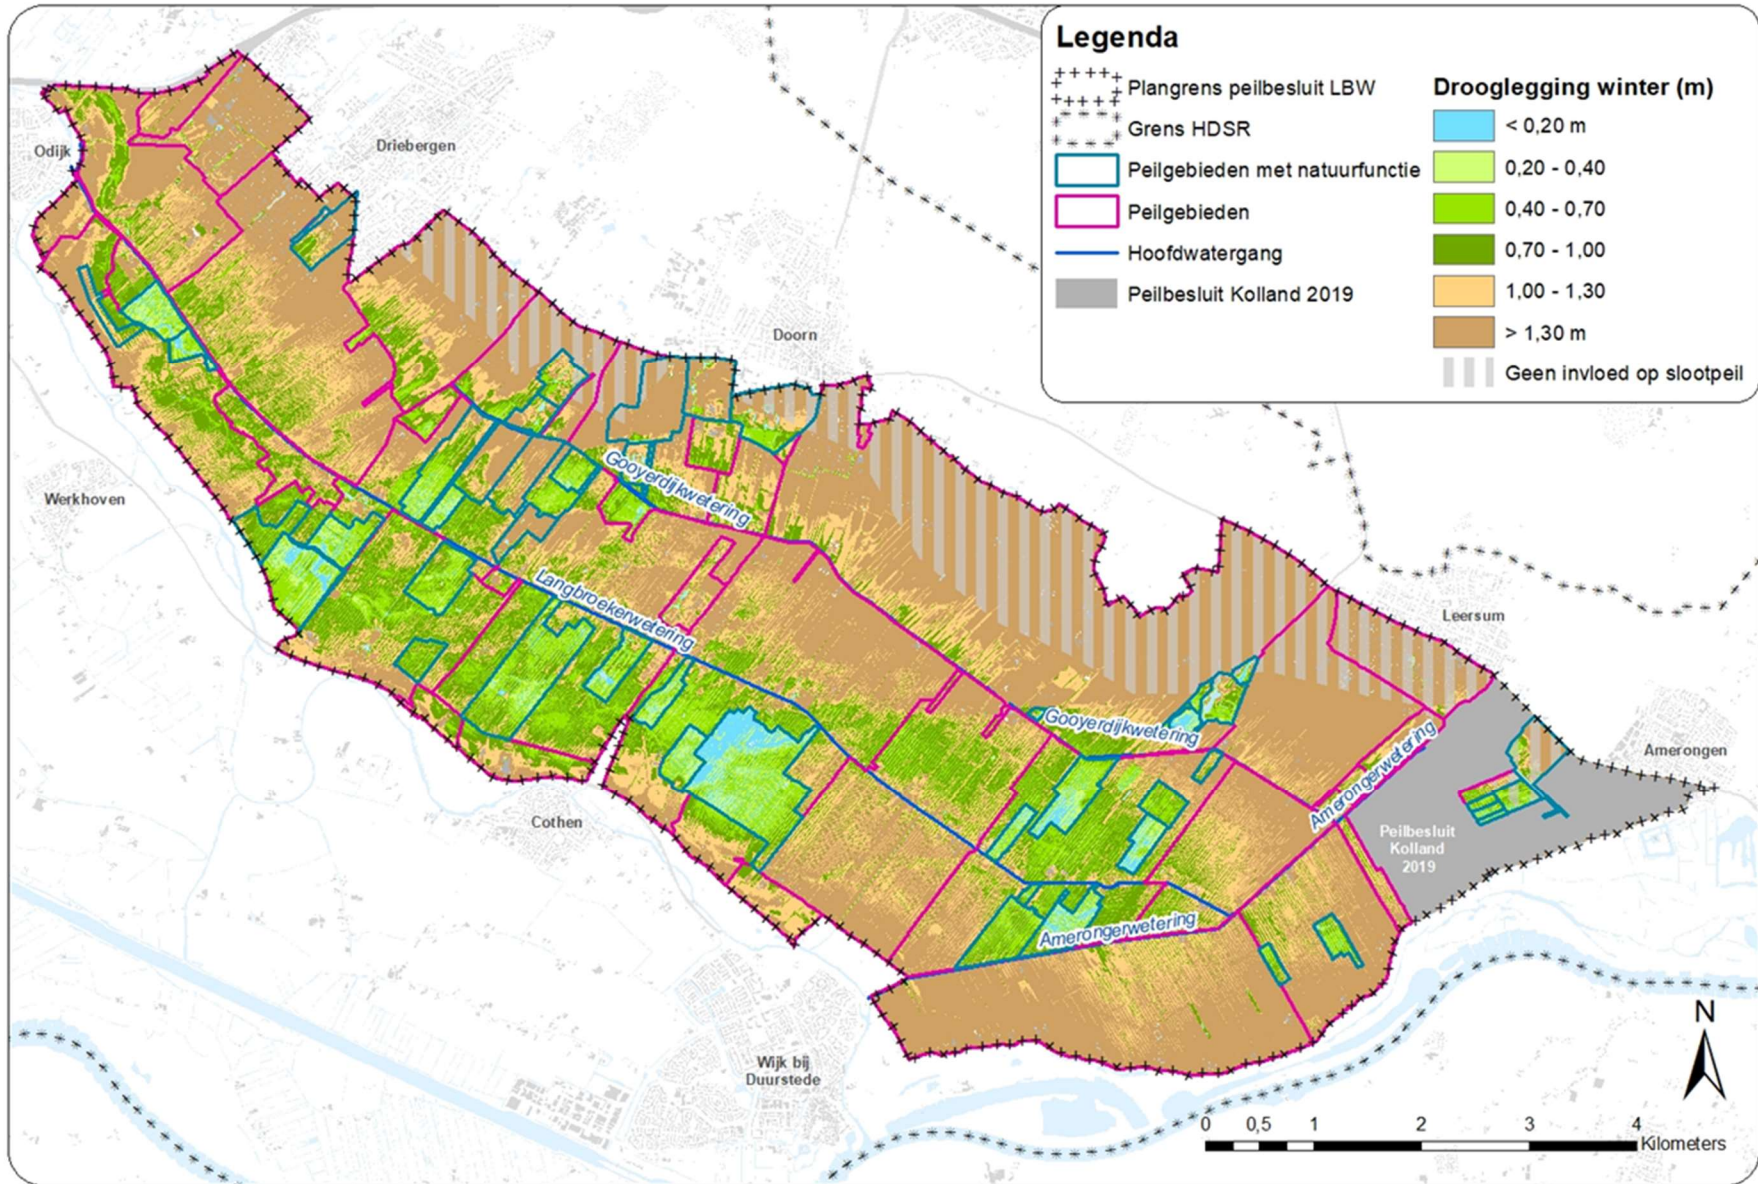 Legenda
Plangrens peilbesluit LBW
Grens HDSR
Peilgebieden met natuurfunctie
Peilgebieden
Hoofdwatergang
Peilbesluit Kolland 2019
Drooglegging winter (m)
< 0,20 m
0,20 - 0,40
0,40 - 0,70
0,70 - 1,00
1,00 - 1,30
> 1,30 m
Geen invloed op slootpeil
Odijk
Driebergen
Doorn
Werkhoven
Gooyerdijkwetering
Langbroekerwetering
Leersum
Gooyerdijkwetering
Amerongerwetering
Amerongen
Cothen
Peilbesluit
Kolland
2019
Amerongerwetering
Wijk bij
Duurstede
N
0 0,5 1 2 3 4
Kilometers